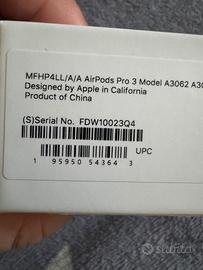 MFHP4LL/A/A AirPods Pro 3 Model A3062 A30
Designed by Apple in California
Product of China
(S)Serial No. FDW10023Q4
UPC
1 95950 54364 3
subito